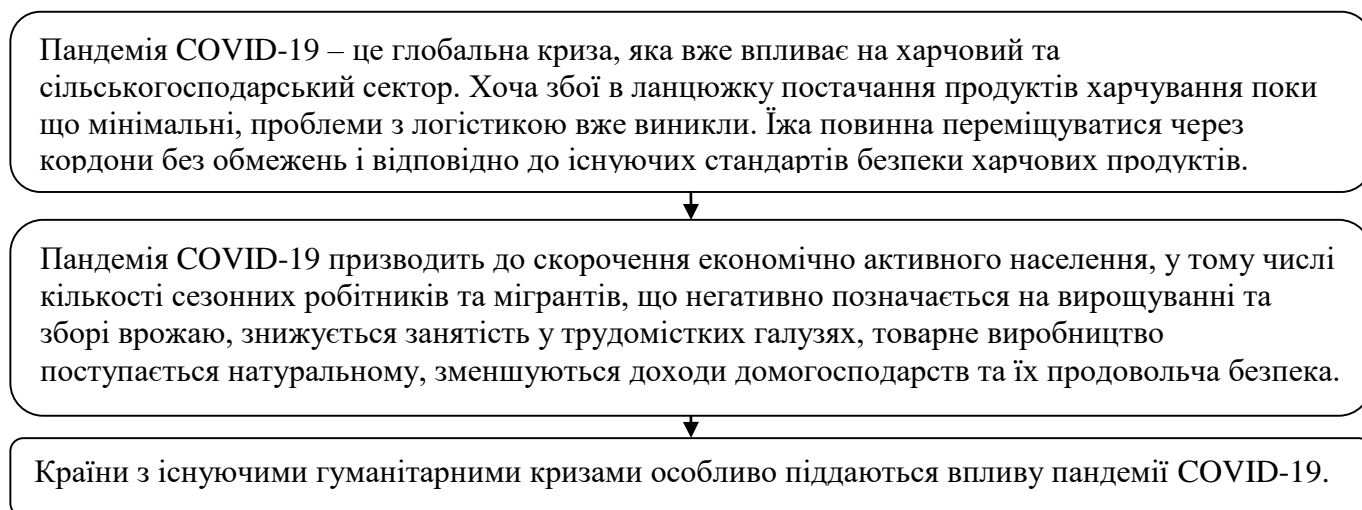 Пандемія COVID-19 – це глобальна криза, яка вже впливає на харчовий та
сільськогосподарський сектор. Хоча збої в ланцюжку постачання продуктів харчування поки
що мінімальні, проблеми з логістикою вже виникли. Їжа повинна переміщуватися через
кордони без обмежень і відповідно до існуючих стандартів безпеки харчових продуктів.
Пандемія COVID-19 призводить до скорочення економічно активного населення, у тому числі
кількості сезонних робітників та мігрантів, що негативно позначається на вирощуванні та
зборі врожаю, знижується занятість у трудомістких галузях, товарне виробництво
поступається натуральному, зменшуються доходи домогосподарств та їх продовольча безпека.
Країни з існуючими гуманітарними кризами особливо піддаються впливу пандемії COVID-19.